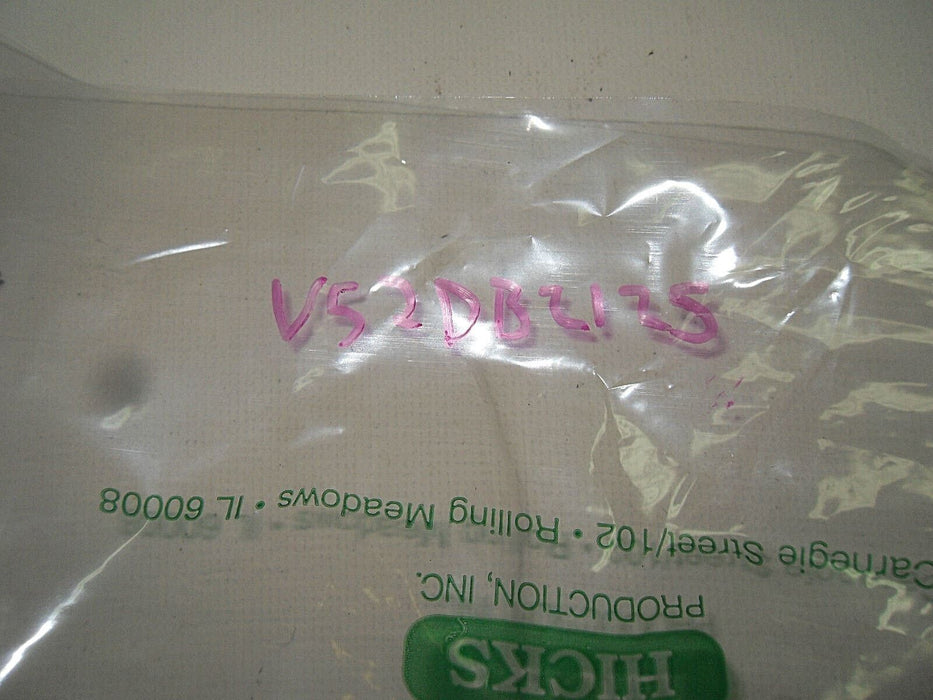 V52DB2125
HICKS
PRODUCTION, INC.
Carnegie Street/102 • Rolling Meadows • IL 60008